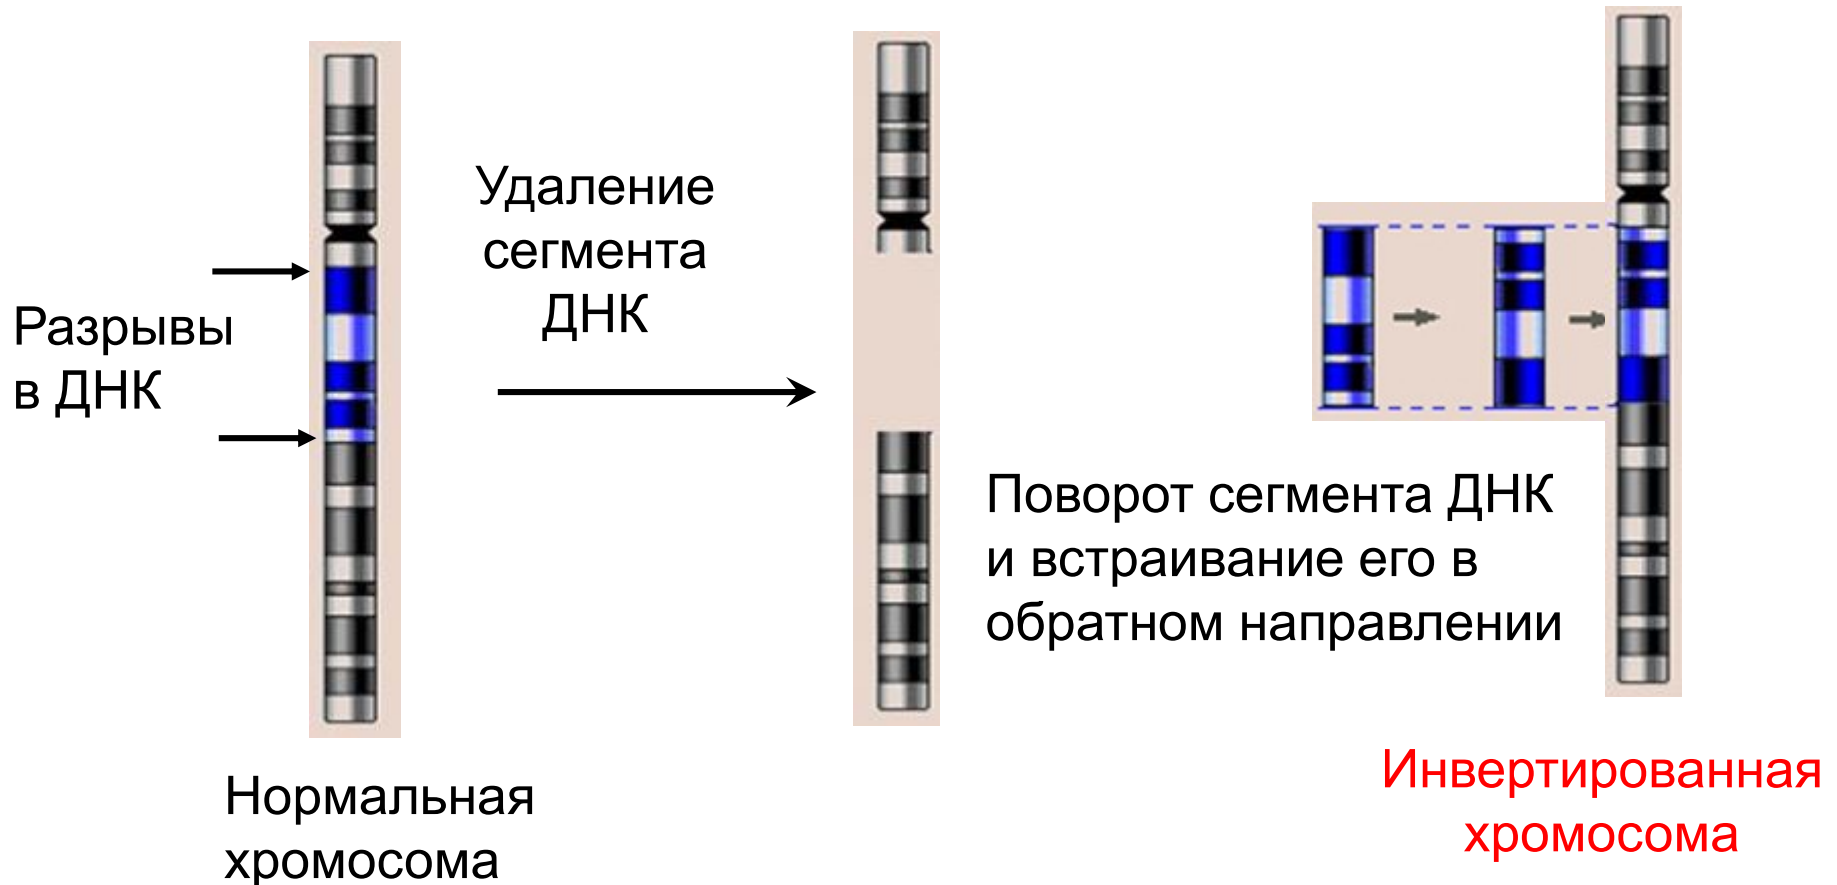 Разрывы
в ДНК
Удаление
сегмента
ДНК
Поворот сегмента ДНК
и встраивание его в
обратном направлении
Нормальная
хромосома
Инвертированная
хромосома